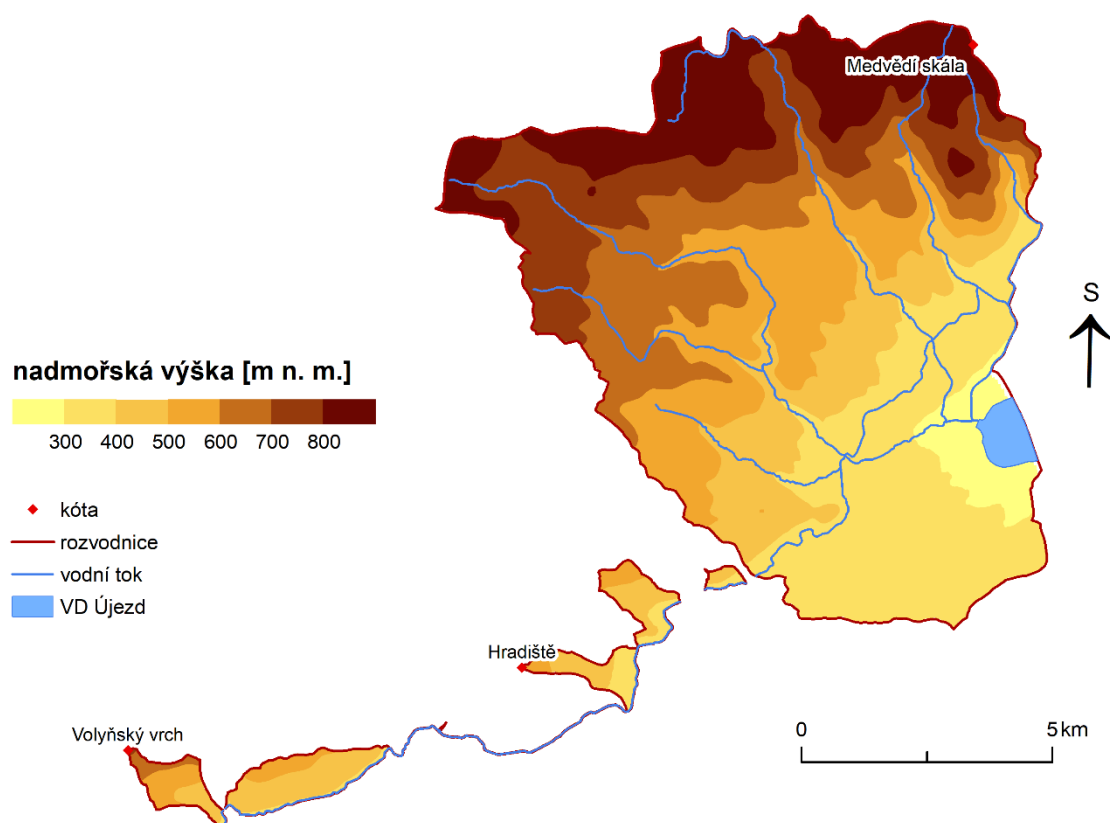 Medvědí skála
S
nadmořská výška [m n. m.]
300 400 500 600 700 800
kóta
rozvodnice
vodní tok
VD Újezd
Hradiště
Volyňský vrch
0 5 km